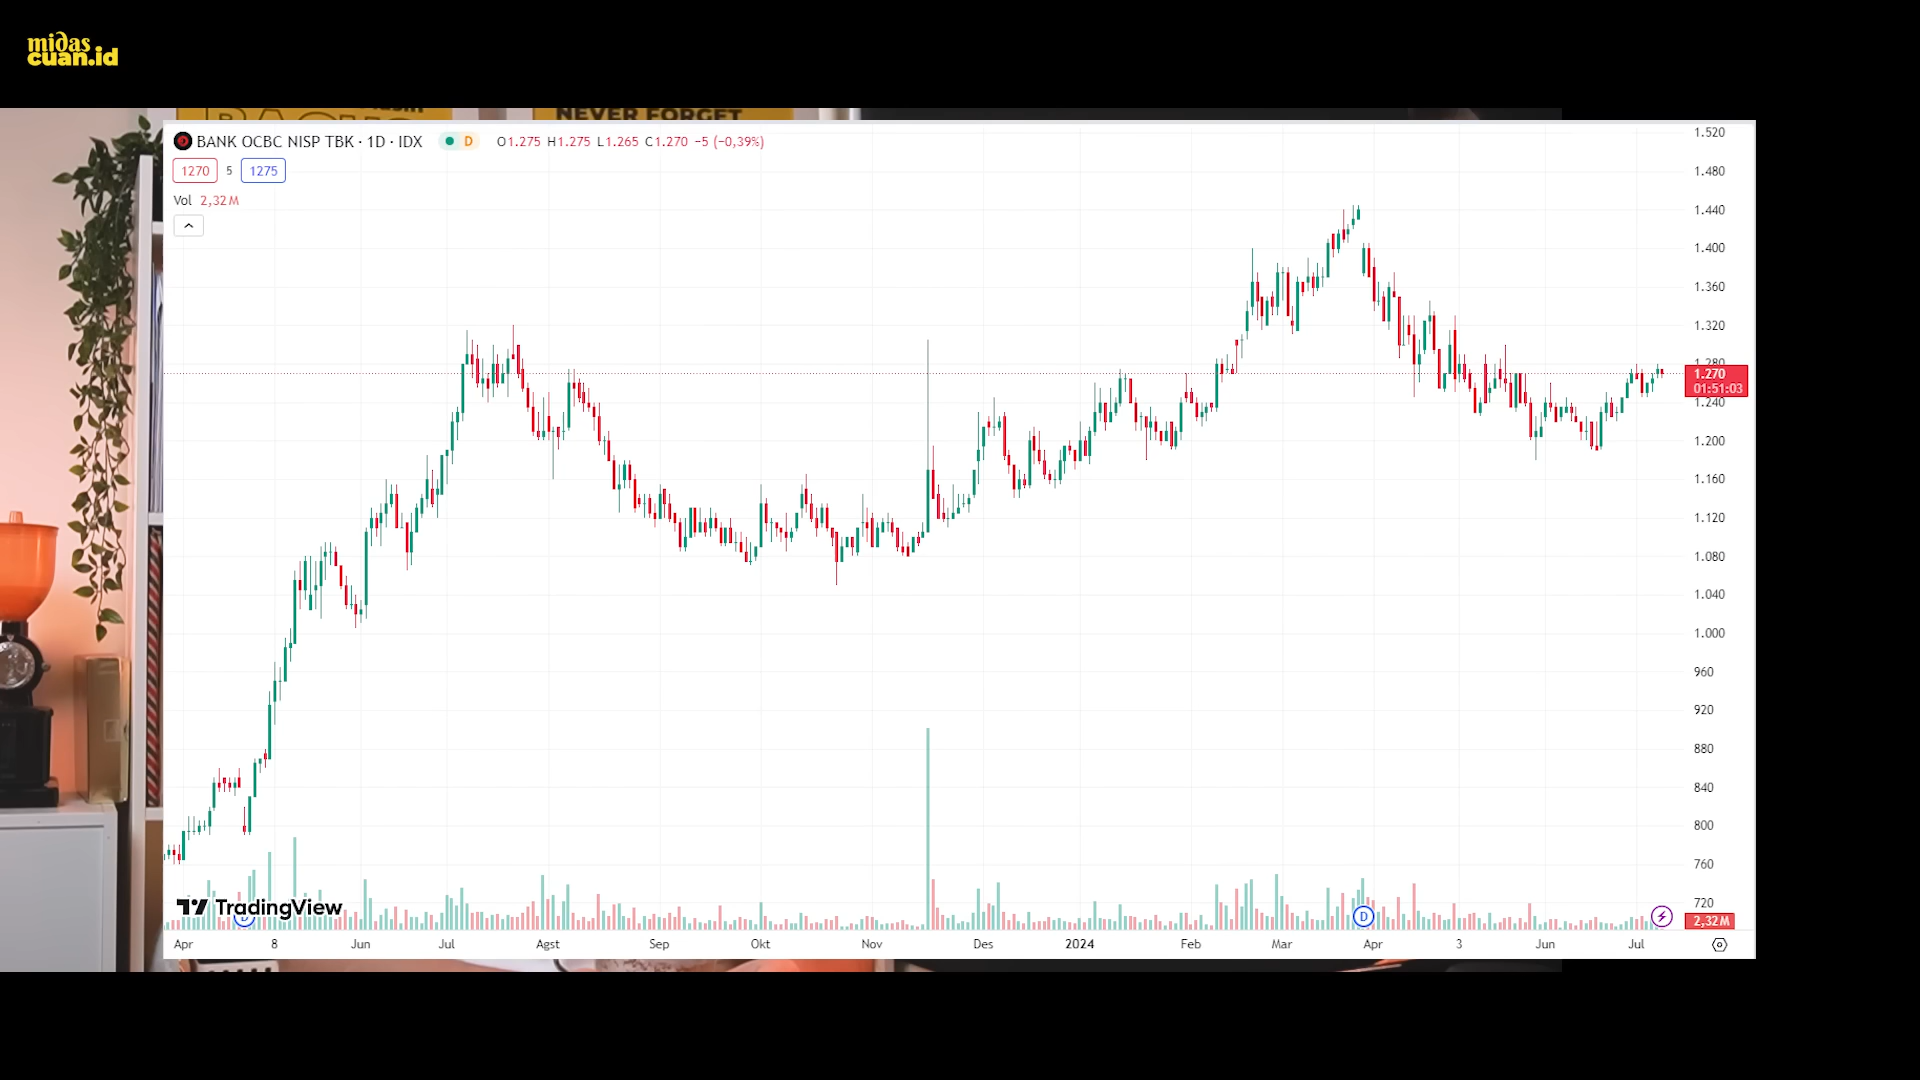 midas
cuan.id
NEVER FORGET
BANK OCBC NISP TBK · 1D · IDX
D
O1.275 H1.275 L1.265 C1.270 −5 (−0,39%)
1270 5 1275
Vol 2,32M
1.520
1.480
1.440
1.400
1.360
1.320
1.280
1.270
01:51:03
1.240
1.200
1.160
1.120
1.080
1.040
1.000
960
920
880
840
800
760
720
2,32M
TradingView
D
D
Apr 8 Jun Jul Agst Sep Okt Nov Des 2024 Feb Mar Apr 3 Jun Jul